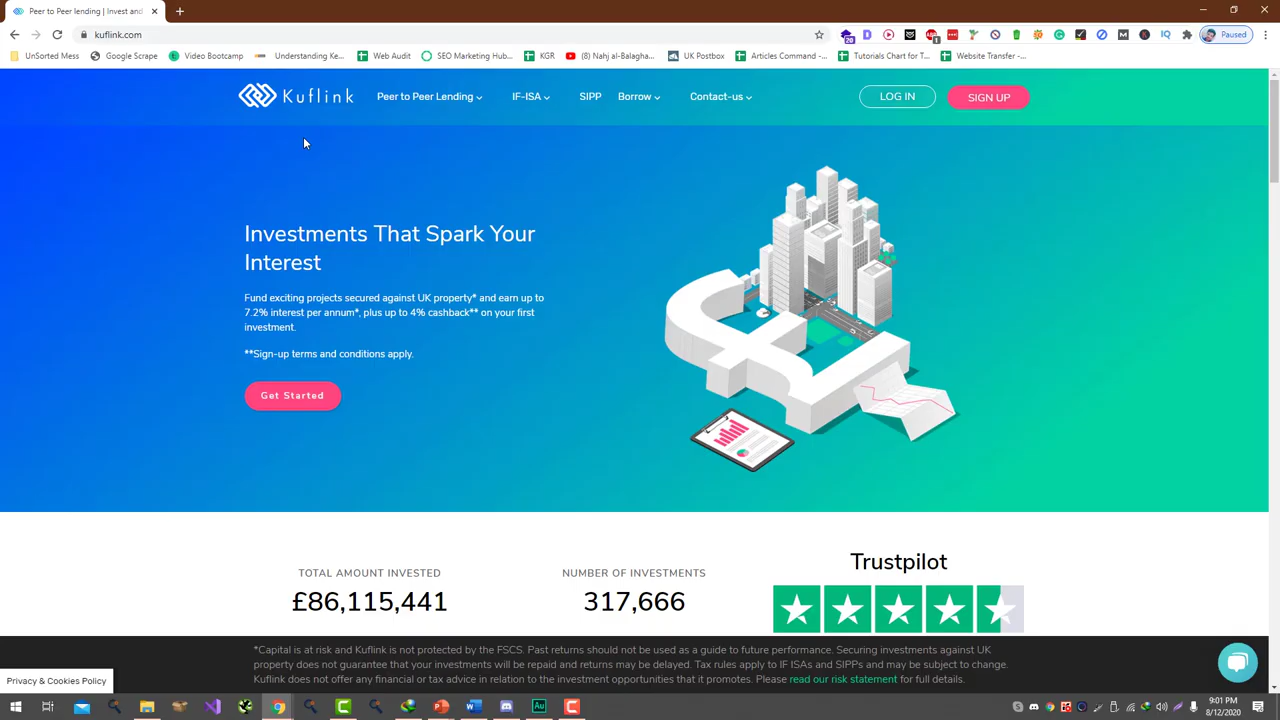 Peer to Peer lending | Invest and
kuflink.com
Paused
UnSorted Mess
Google Scrape
Video Bootcamp
Understanding Ke...
Web Audit
SEO Marketing Hub...
KGR
(8) Nahj al-Balagha...
UK Postbox
Articles Command -...
Tutorials Chart for T...
Website Transfer -...
Kuflink
Peer to Peer Lending
IF-ISA
SIPP
Borrow
Contact-us
LOG IN
SIGN UP
Investments That Spark Your
Interest
Fund exciting projects secured against UK property* and earn up to
7.2% interest per annum*, plus up to 4% cashback** on your first
investment.
**Sign-up terms and conditions apply.
Get Started
TOTAL AMOUNT INVESTED
£86,115,441
NUMBER OF INVESTMENTS
317,666
Trustpilot
*Capital is at risk and Kuflink is not protected by the FSCS. Past returns should not be used as a guide to future performance. Securing investments against UK
property does not guarantee that your investments will be repaid and returns may be delayed. Tax rules apply to IF ISAs and SIPPs and may be subject to change.
Kuflink does not offer any financial or tax advice in relation to the investment opportunities that it promotes. Please read our risk statement for full details.
Privacy & Cookies Policy
9:01 PM
8/12/2020